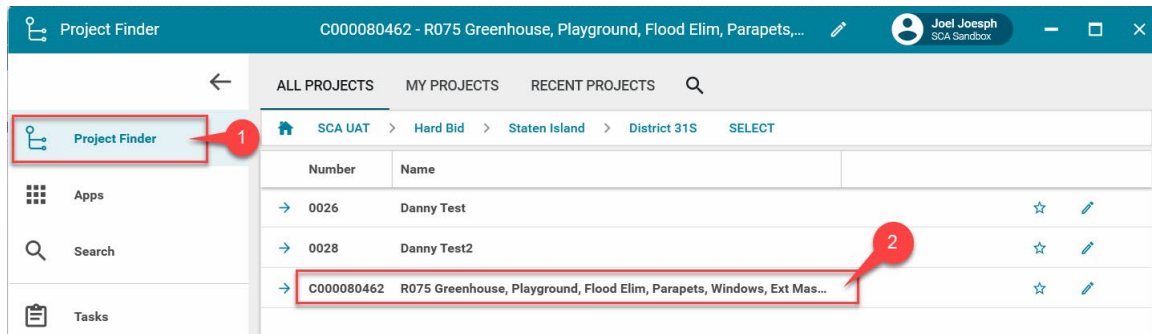 Project Finder
C000080462 - R075 Greenhouse, Playground, Flood Elim, Parapets,...
Joel Joesph
SCA Sandbox
ALL PROJECTS MY PROJECTS RECENT PROJECTS
Project Finder
1
SCA UAT > Hard Bid > Staten Island > District 31S SELECT
Number Name
Apps
0026 Danny Test
Search
0028 Danny Test2
2
C000080462 R075 Greenhouse, Playground, Flood Elim, Parapets, Windows, Ext Mas...
Tasks